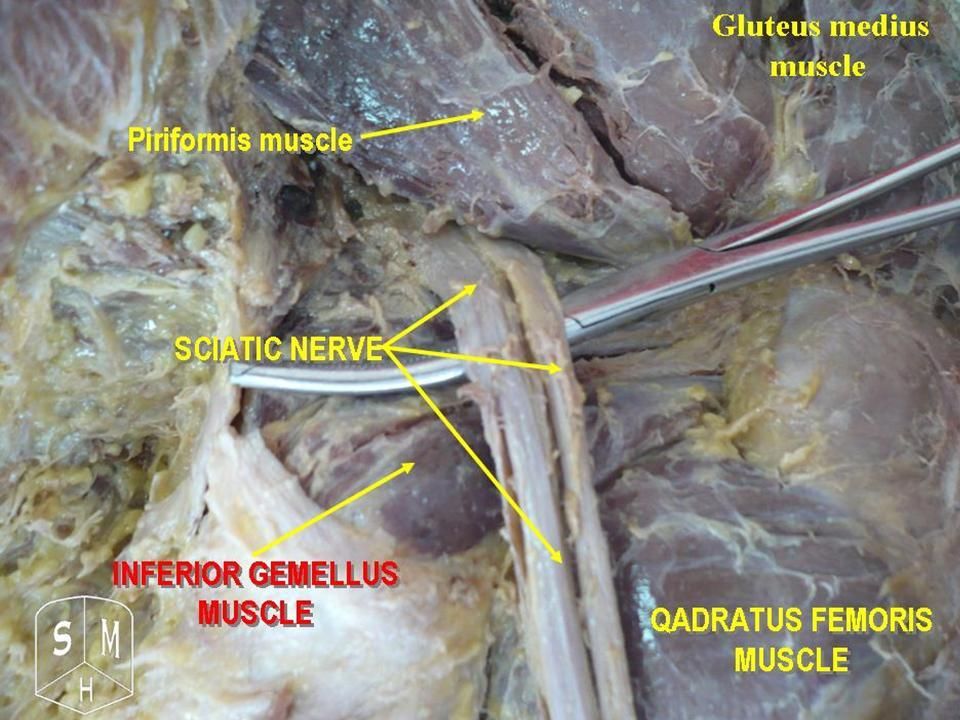 Gluteus medius
muscle
Piriformis muscle
SCIATIC NERVE
INFERIOR GEMELLUS
MUSCLE
QADRATUS FEMORIS
MUSCLE
S M
H